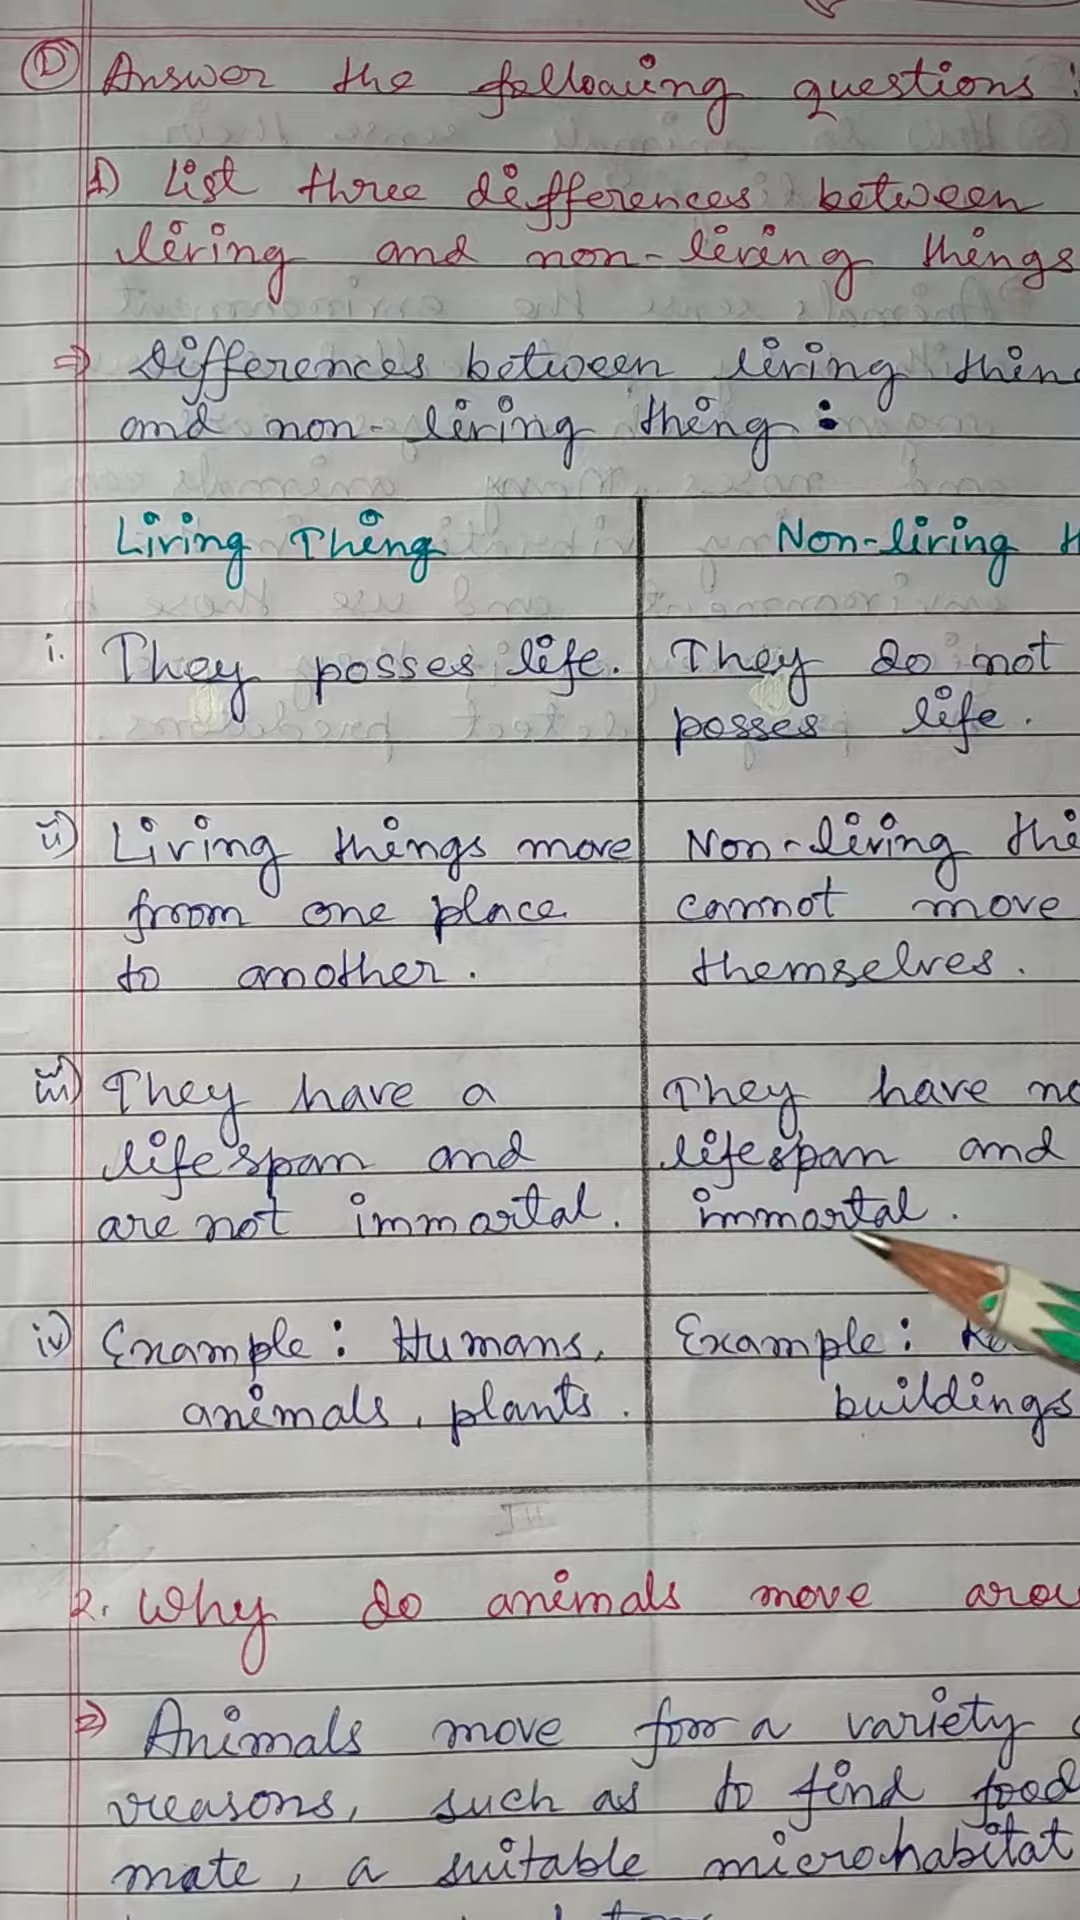 D Answer the following questions:
1) List three differences between
living and non-living things
⇒ Differences between living thin
and non-living thing :
Living Thing Non-living
i. They posses life. They do not
posses life.
ii) Living things move Non-living thi
from one place cannot move
to another. themselves.
iii) They have a They have no
lifespan and lifespan and
are not immortal. immortal.
iv) Example: Humans, Example:
animals, plants. buildings
2. Why do animals move arou
⇒ Animals move for a variety
reasons, such as to find food
mate, a suitable microhabitat